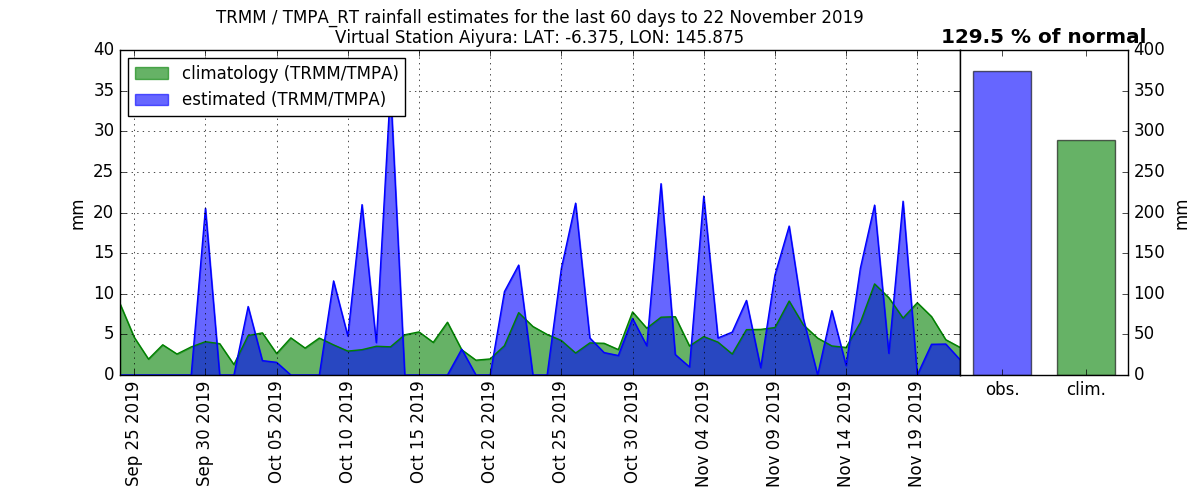 TRMM / TMPA_RT rainfall estimates for the last 60 days to 22 November 2019
Virtual Station Aiyura: LAT: -6.375, LON: 145.875
129.5 % of normal
climatology (TRMM/TMPA)
estimated (TRMM/TMPA)
mm
40
35
30
25
20
15
10
5
0
Sep 25 2019
Sep 30 2019
Oct 05 2019
Oct 10 2019
Oct 15 2019
Oct 20 2019
Oct 25 2019
Oct 30 2019
Nov 04 2019
Nov 09 2019
Nov 14 2019
Nov 19 2019
obs.
clim.
400
350
300
250
200
150
100
50
0
mm